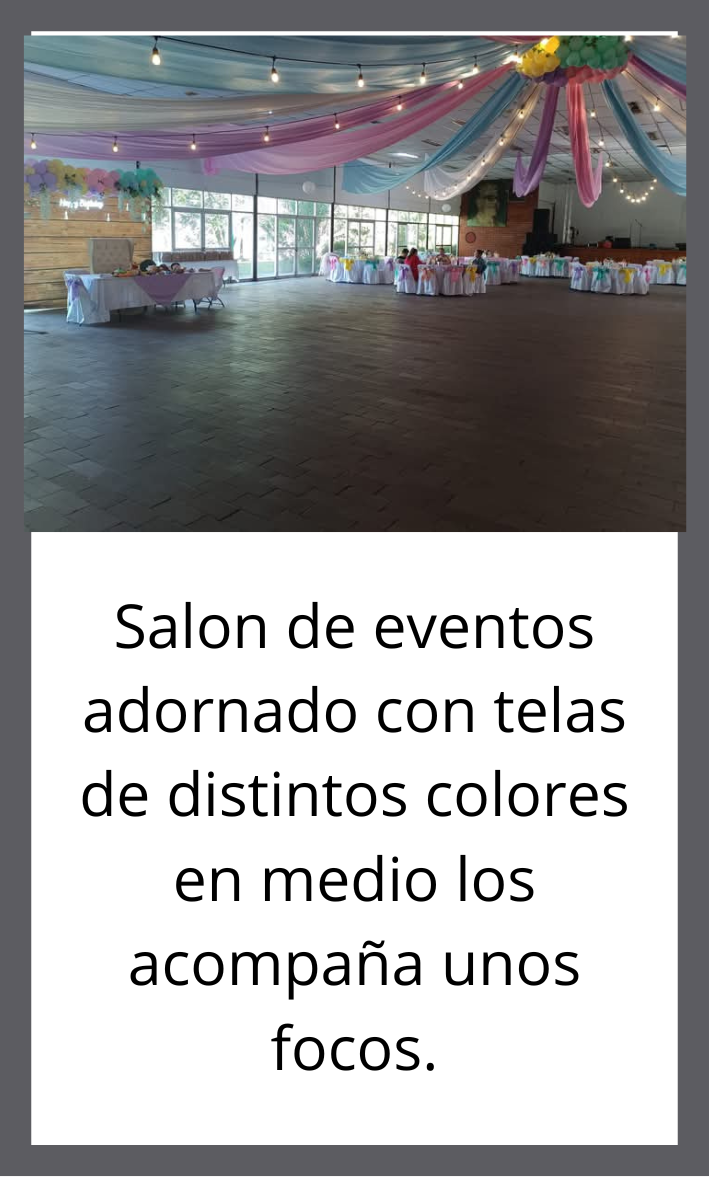 Salon de eventos
adornado con telas
de distintos colores
en medio los
acompaña unos
focos.